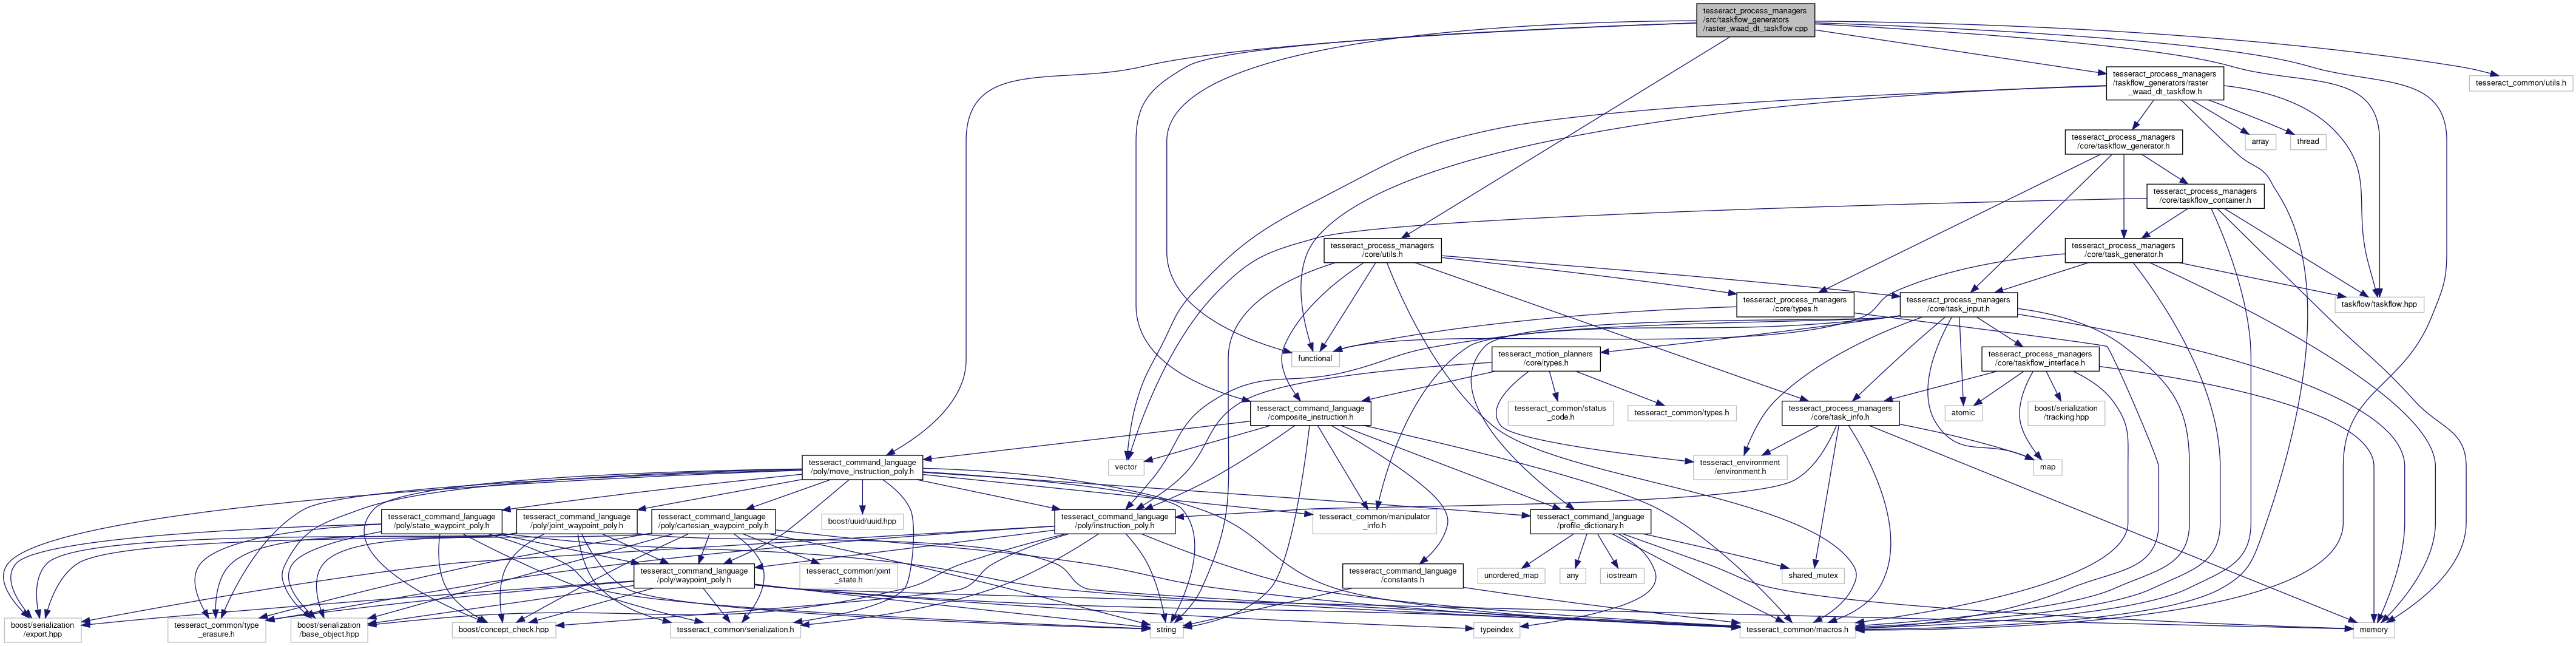 tesseract_process_managers
/src/taskflow_generators
/raster_waad_dt_taskflow.cpp
tesseract_process_managers
/taskflow_generators/raster
_waad_dt_taskflow.h
tesseract_common/utils.h
tesseract_process_managers
/core/taskflow_generator.h
array
thread
tesseract_process_managers
/core/taskflow_container.h
tesseract_process_managers
/core/utils.h
tesseract_process_managers
/core/task_generator.h
tesseract_process_managers
/core/types.h
tesseract_process_managers
/core/task_input.h
taskflow/taskflow.hpp
functional
tesseract_motion_planners
/core/types.h
tesseract_process_managers
/core/taskflow_interface.h
tesseract_command_language
/composite_instruction.h
tesseract_common/status
_code.h
tesseract_common/types.h
tesseract_process_managers
/core/task_info.h
atomic
boost/serialization
/tracking.hpp
tesseract_command_language
/poly/move_instruction_poly.h
vector
tesseract_environment
/environment.h
map
tesseract_command_language
/poly/state_waypoint_poly.h
tesseract_command_language
/poly/joint_waypoint_poly.h
tesseract_command_language
/poly/cartesian_waypoint_poly.h
boost/uuid/uuid.hpp
tesseract_command_language
/poly/instruction_poly.h
tesseract_common/manipulator
_info.h
tesseract_command_language
/profile_dictionary.h
tesseract_command_language
/poly/waypoint_poly.h
tesseract_common/joint
_state.h
tesseract_command_language
/constants.h
unordered_map
any
iostream
shared_mutex
boost/serialization
/export.hpp
tesseract_common/type
_erasure.h
boost/serialization
/base_object.hpp
boost/concept_check.hpp
tesseract_common/serialization.h
string
typeindex
tesseract_common/macros.h
memory